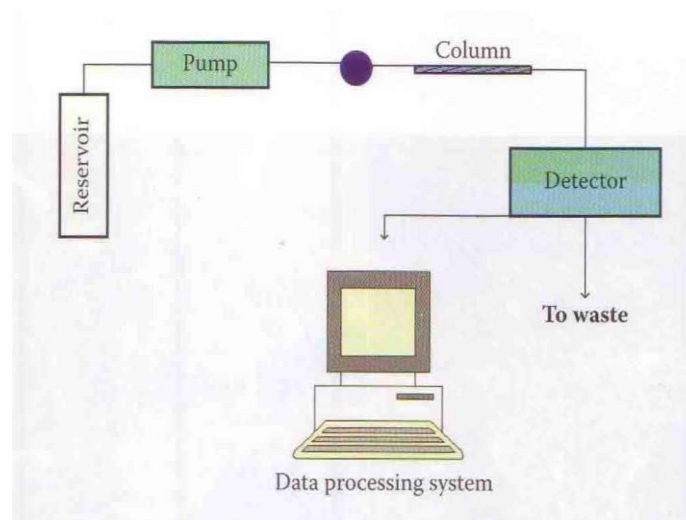 Pump
Column
Reservoir
Detector
To waste
Data processing system